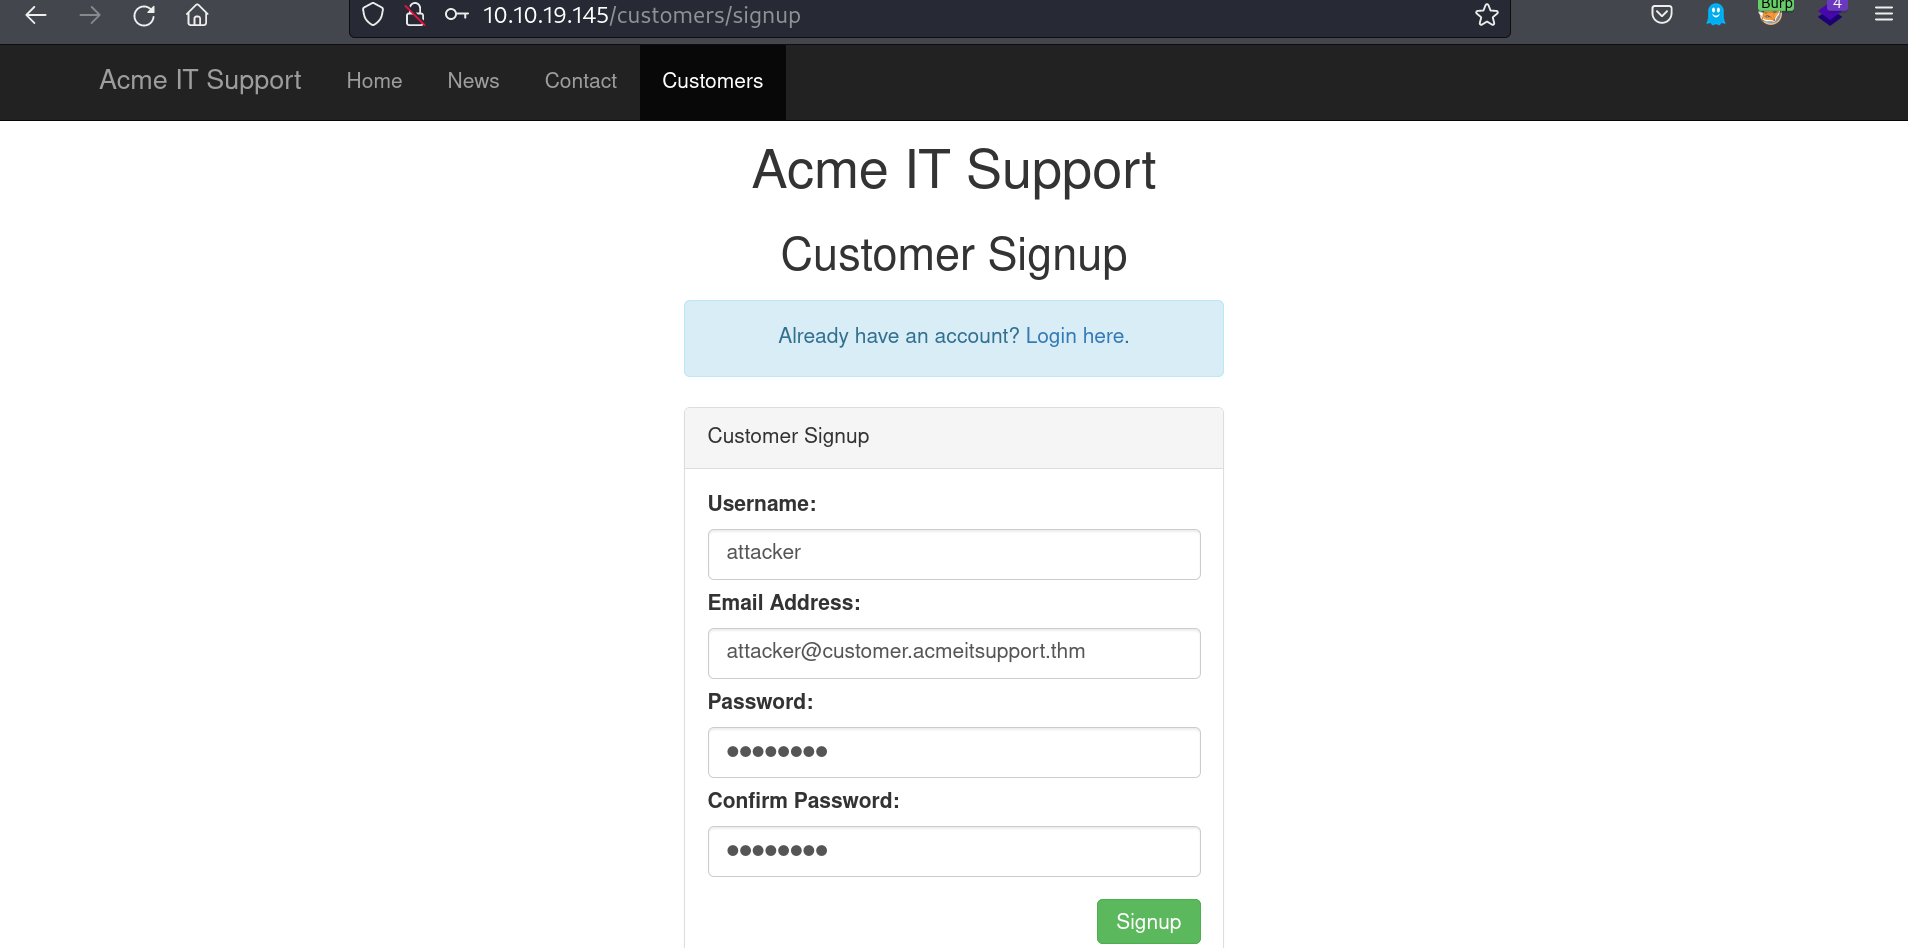 10.10.19.145/customers/signup
Burp
4
Acme IT Support Home News Contact Customers
Acme IT Support
Customer Signup
Already have an account? Login here.
Customer Signup
Username:
attacker
Email Address:
attacker@customer.acmeitsupport.thm
Password:
●●●●●●●●
Confirm Password:
●●●●●●●●
Signup